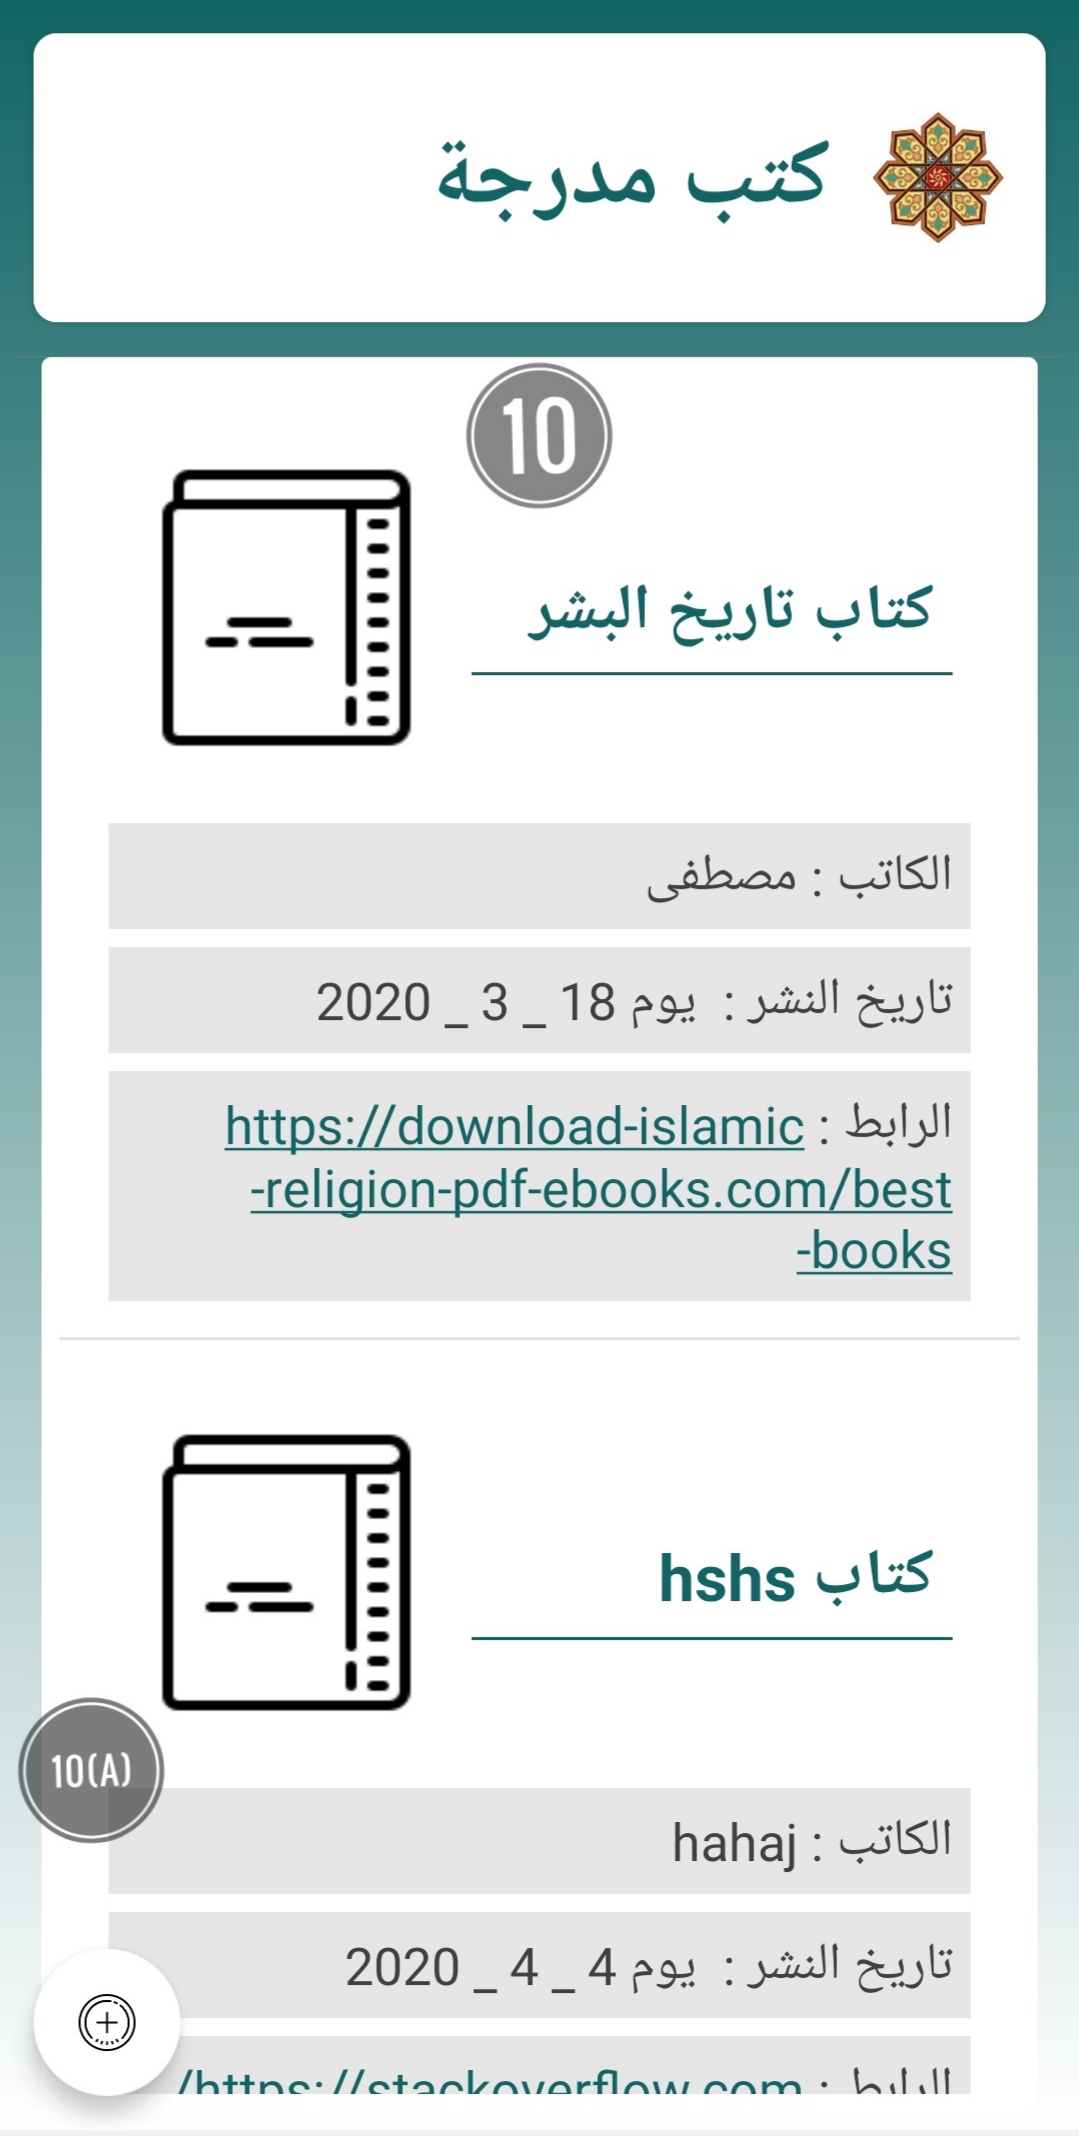 كتب مدرجة
10
كتاب تاريخ البشر
الكاتب : مصطفى
تاريخ النشر : يوم 18 _ 3 _ 2020
الرابط : https://download-islamic
-religion-pdf-ebooks.com/best
-books
كتاب hshs
10(A)
الكاتب : hahaj
تاريخ النشر : يوم 4 _ 4 _ 2020
الرابط : https://stackoverflow.com/